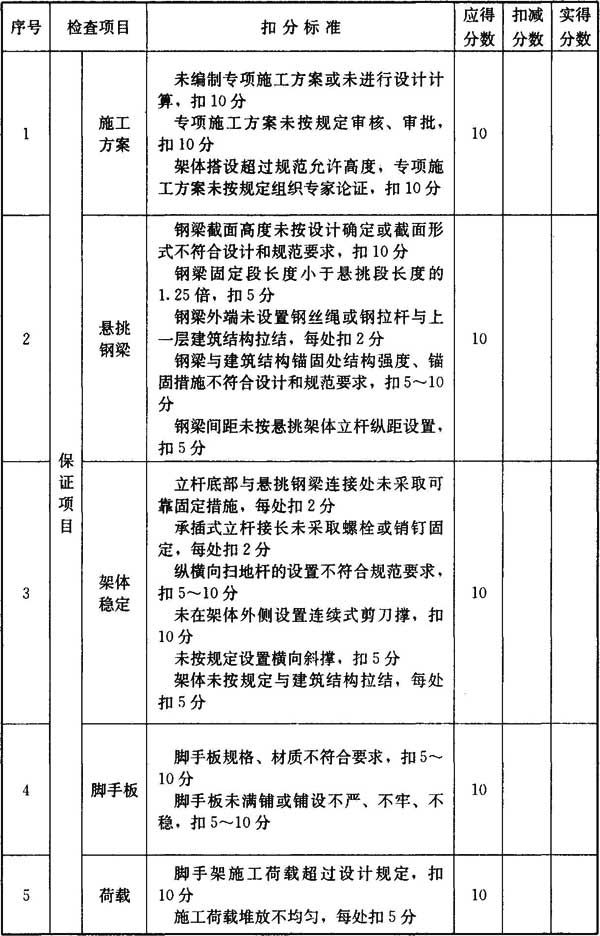 序号
检查项目
扣分标准
应得
分数
扣减
分数
实得
分数
保
证
项
目
1
施工
方案
未编制专项施工方案或未进行设计计
算，扣10分
专项施工方案未按规定审核、审批，
扣10分
架体搭设超过规范允许高度，专项施
工方案未按规定组织专家论证，扣10分
10
2
悬挑
钢梁
钢梁截面高度未按设计确定或截面形
式不符合设计和规范要求，扣10分
钢梁固定段长度小于悬挑段长度的
1.25倍，扣5分
钢梁外端未设置钢丝绳或钢拉杆与上
一层建筑结构拉结，每处扣2分
钢梁与建筑结构锚固处结构强度、锚
固措施不符合设计和规范要求，扣5～10
分
钢梁间距未按悬挑架体立杆纵距设置，
扣5分
10
3
架体
稳定
立杆底部与悬挑钢梁连接处未采取可
靠固定措施，每处扣2分
承插式立杆接长未采取螺栓或销钉固
定，每处扣2分
纵横向扫地杆的设置不符合规范要求，
扣5～10分
未在架体外侧设置连续式剪刀撑，扣
10分
未按规定设置横向斜撑，扣5分
架体未按规定与建筑结构拉结，每处
扣5分
10
4
脚手板
脚手板规格、材质不符合要求，扣5～
10分
脚手板未满铺或铺设不严、不牢、不
稳，扣5～10分
10
5
荷载
脚手架施工荷载超过设计规定，扣
10分
施工荷载堆放不均匀，每处扣5分
10